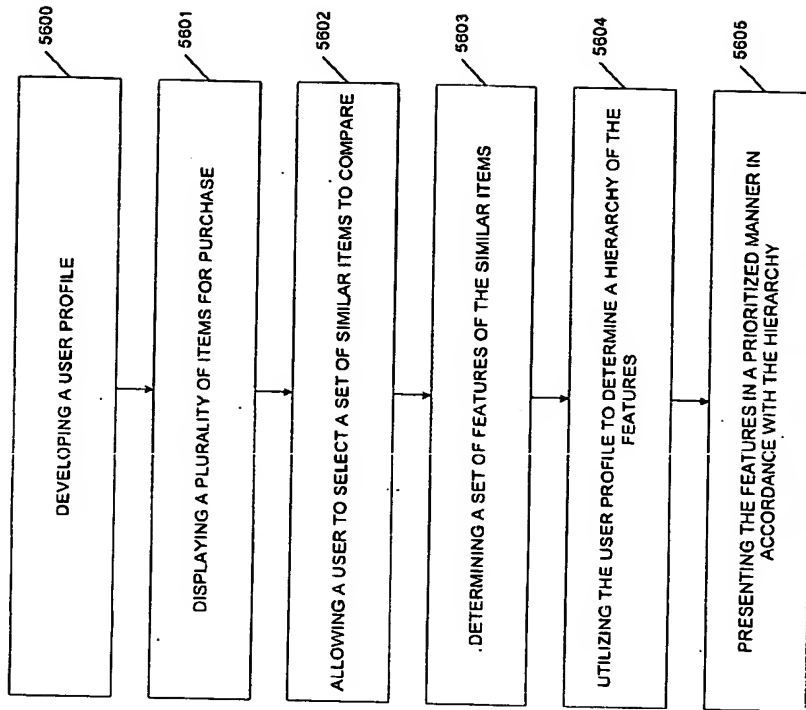 5600
DEVELOPING A USER PROFILE
5601
DISPLAYING A PLURALITY OF ITEMS FOR PURCHASE
5602
ALLOWING A USER TO SELECT A SET OF SIMILAR ITEMS TO COMPARE
5603
DETERMINING A SET OF FEATURES OF THE SIMILAR ITEMS
5604
UTILIZING THE USER PROFILE TO DETERMINE A HIERARCHY OF THE
FEATURES
5605
PRESENTING THE FEATURES IN A PRIORITIZED MANNER IN
ACCORDANCE WITH THE HIERARCHY